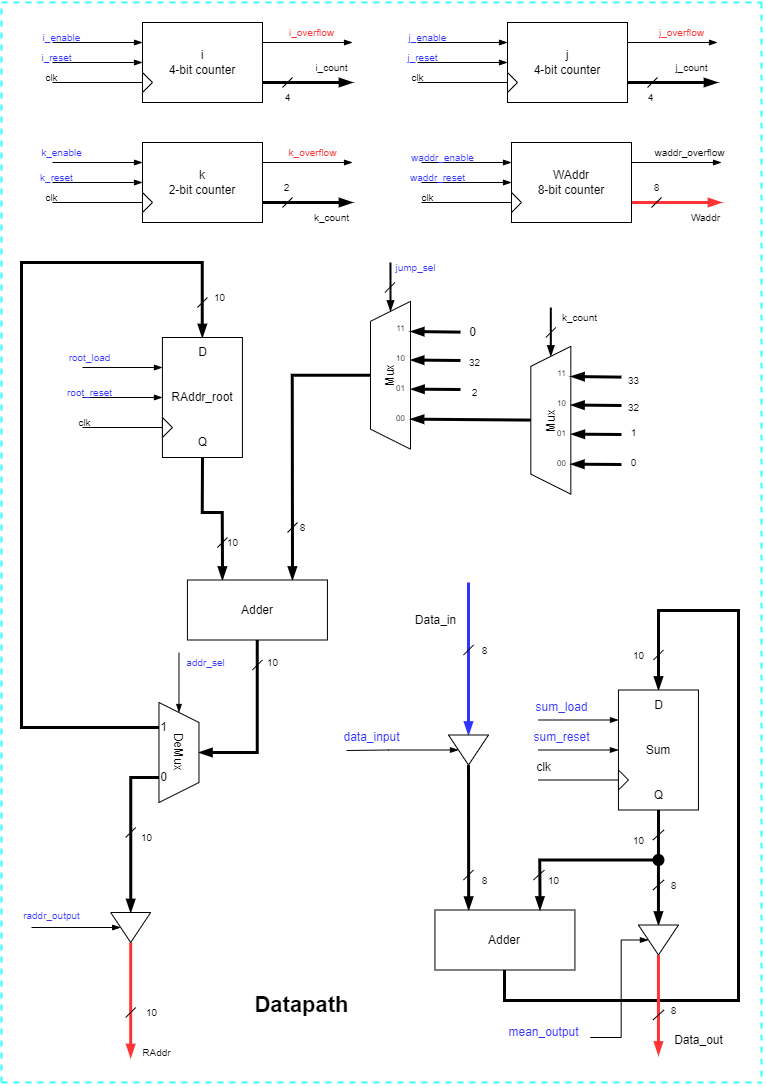 i_enable
i_reset
clk
i
4-bit counter
i_overflow
i_count
4
j_enable
j_reset
clk
j
4-bit counter
j_overflow
j_count
4
k_enable
k_reset
clk
k
2-bit counter
k_overflow
2
k_count
waddr_enable
waddr_reset
clk
WAddr
8-bit counter
waddr_overflow
8
Waddr
10
D
root_load
root_reset
clk
RAddr_root
Q
10
jump_sel
11
10
01
00
Mux
0
32
2
8
k_count
11
10
01
00
Mux
33
32
1
0
Adder
10
addr_sel
1
0
DeMux
10
raddr_output
10
RAddr
Data_in
8
data_input
8
10
D
sum_load
sum_reset
clk
Sum
Q
10
10
8
Adder
mean_output
8
Data_out
Datapath